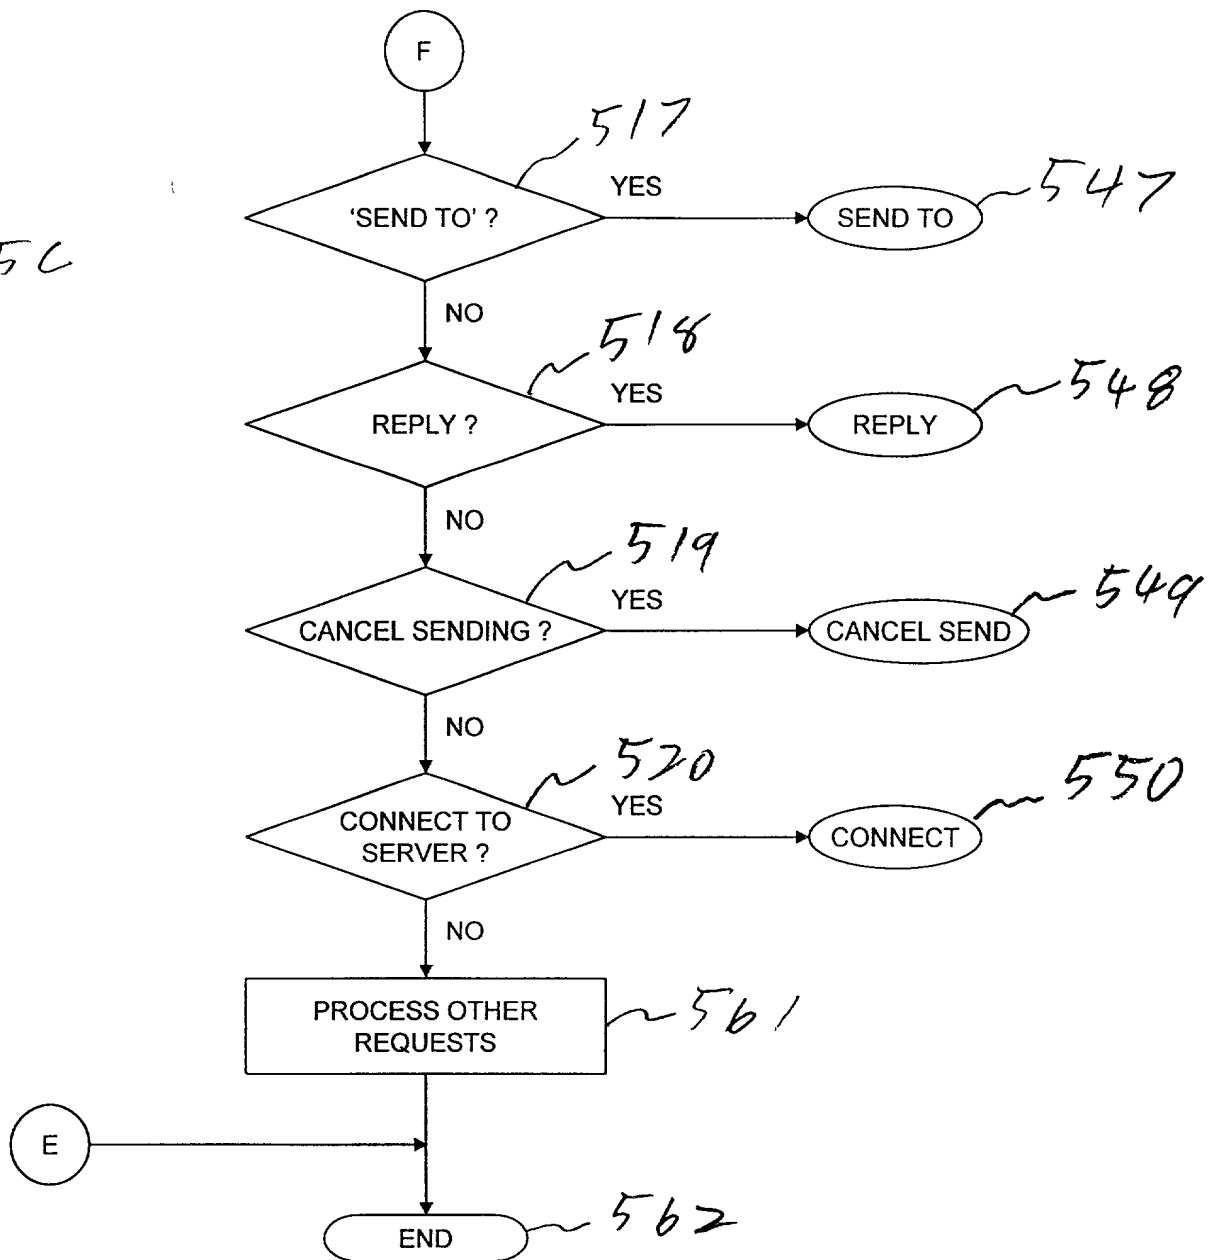 F
517
'SEND TO' ?
YES
SEND TO
547
5C
NO
518
REPLY ?
YES
REPLY
548
NO
519
CANCEL SENDING ?
YES
CANCEL SEND
549
NO
520
CONNECT TO
SERVER ?
YES
CONNECT
550
NO
PROCESS OTHER
REQUESTS
561
E
END
562